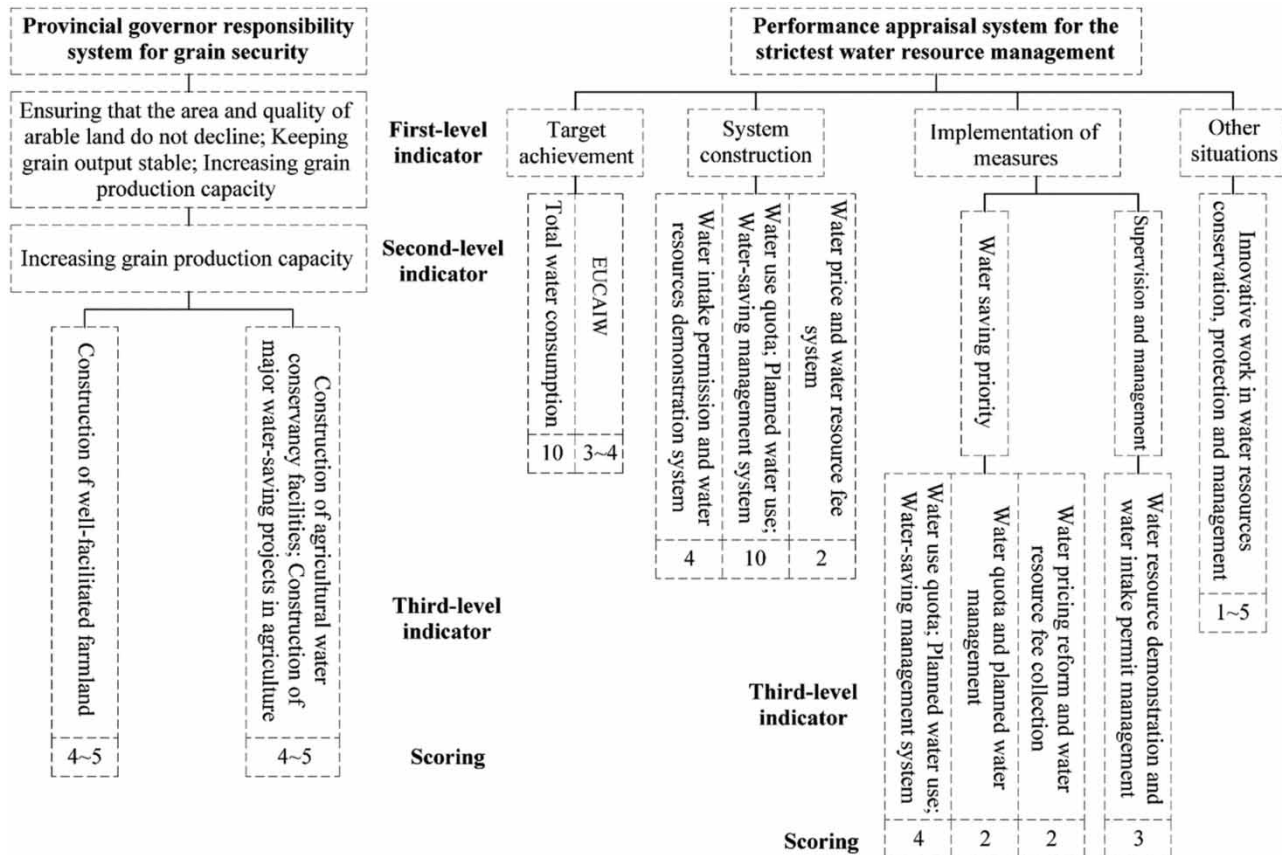 Provincial governor responsibility
system for grain security
Ensuring that the area and quality of
arable land do not decline; Keeping
grain output stable; Increasing grain
production capacity
Increasing grain production capacity
Construction of well-facilitated farmland
4~5
Construction of agricultural water
conservancy facilities; Construction of
major water-saving projects in agriculture
4~5
First-level
indicator
Second-level
indicator
Third-level
indicator
Scoring
Performance appraisal system for the
strictest water resource management
Target
achievement
System
construction
Implementation of
measures
Other
situations
Total water consumption
10
EUCAIW
3~4
Water intake permission and water
resources demonstration system
4
Water use quota; Planned water use;
Water-saving management system
10
Water price and water resource fee
system
2
Water saving priority
Supervision and management
Third-level
indicator
Water use quota; Planned water use;
Water-saving management system
4
Water quota and planned water
management
2
Water pricing reform and water
resource fee collection
2
Water resource demonstration and
water intake permit management
3
Scoring
Innovative work in water resources
conservation, protection and management
1~5